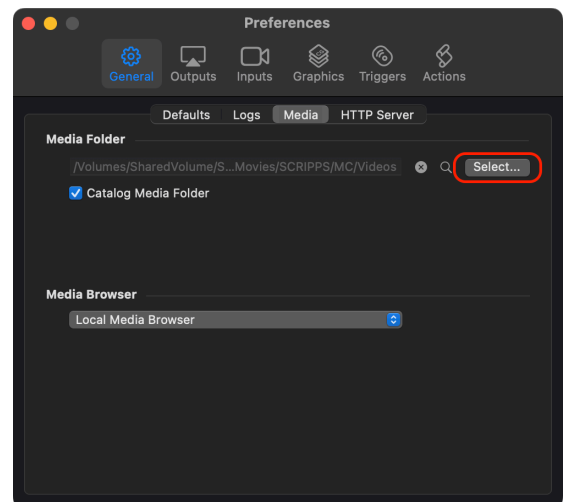 Preferences
General Outputs Inputs Graphics Triggers Actions
Defaults Logs Media HTTP Server
Media Folder
/Volumes/SharedVolume/S...Movies/SCRIPPS/MC/Videos Select...
Catalog Media Folder
Media Browser
Local Media Browser